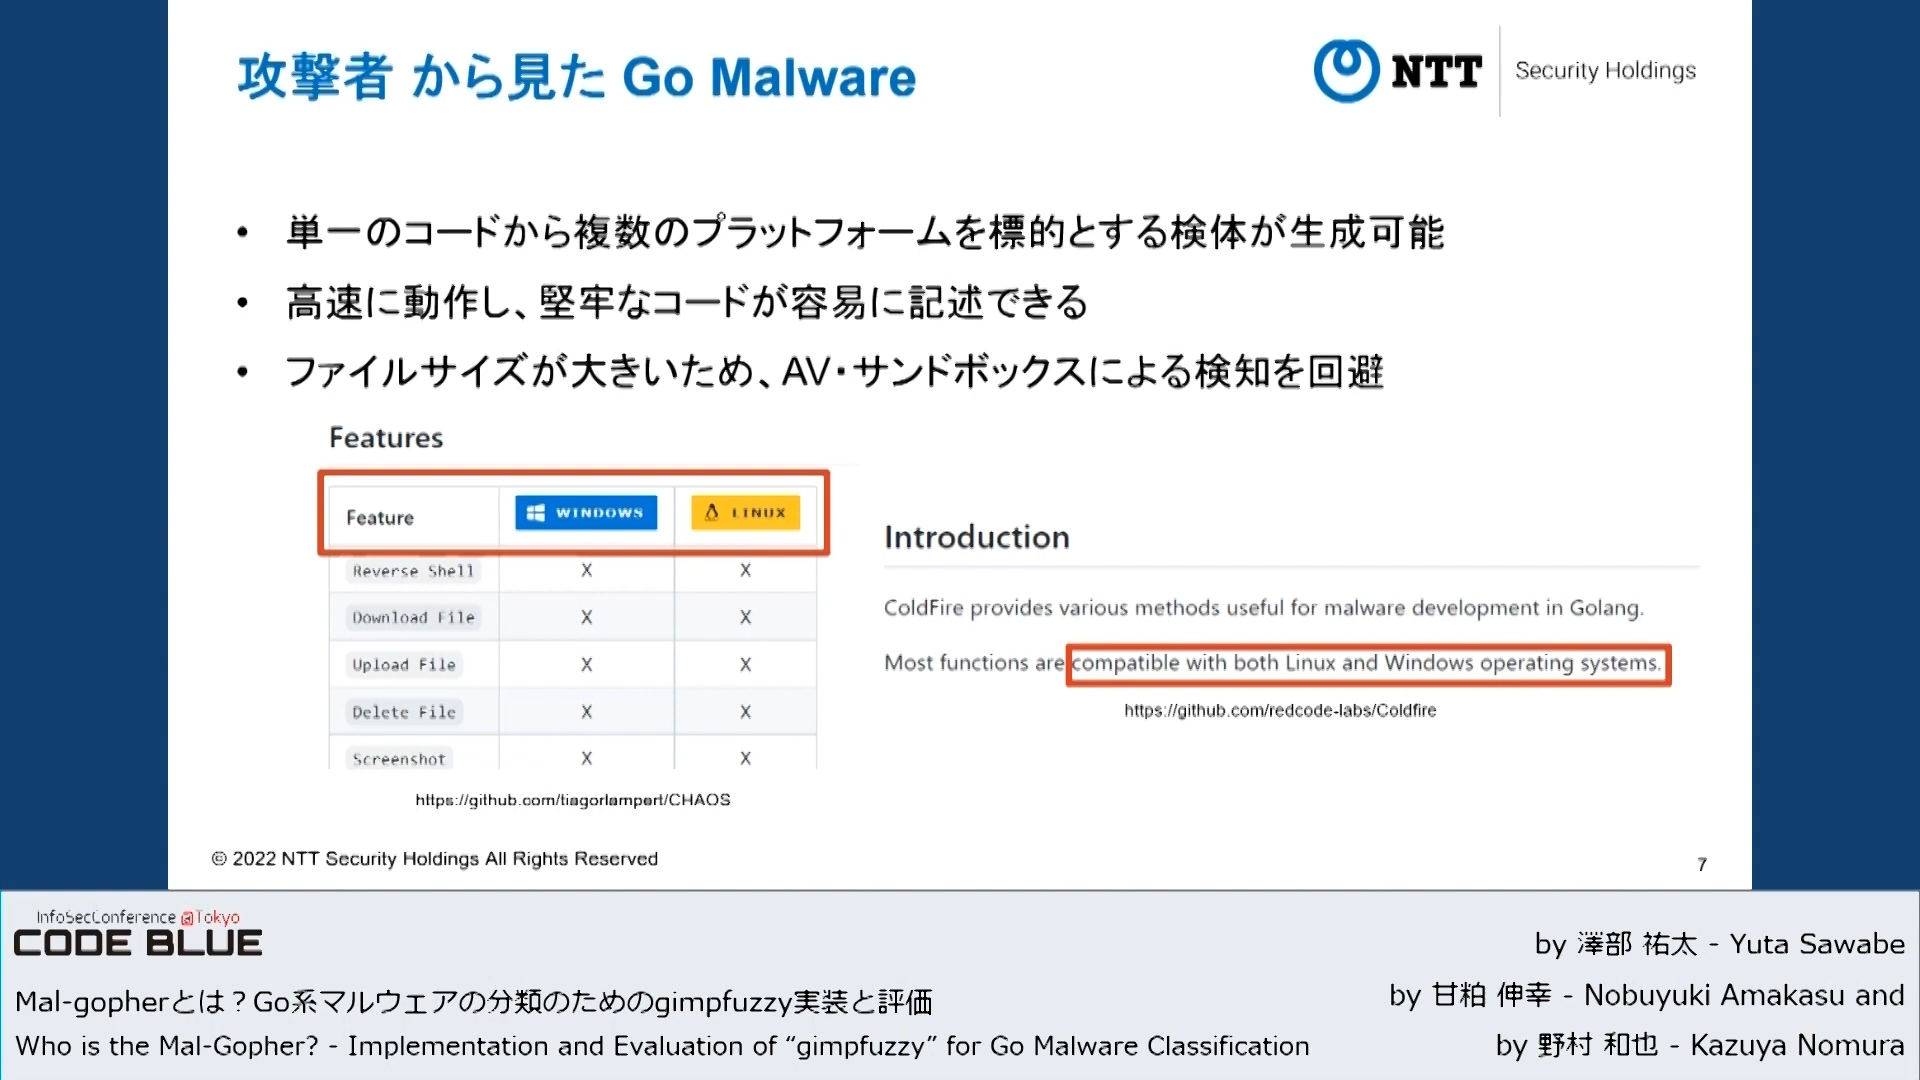 攻撃者 から見た Go Malware
NTT
Security Holdings
• 単一のコードから複数のプラットフォームを標的とする検体が生成可能
• 高速に動作し、堅牢なコードが容易に記述できる
• ファイルサイズが大きいため、AV・サンドボックスによる検知を回避
Features
Feature WINDOWS LINUX
Reverse Shell X X
Download File X X
Upload File X X
Delete File X X
Screenshot X X
https://github.com/tiagorlampert/CHAOS
Introduction
ColdFire provides various methods useful for malware development in Golang.
Most functions are compatible with both Linux and Windows operating systems.
https://github.com/redcode-labs/Coldfire
© 2022 NTT Security Holdings All Rights Reserved
7
InfoSecConference @Tokyo
CODE BLUE
Mal-gopherとは？Go系マルウェアの分類のためのgimpfuzzy実装と評価
Who is the Mal-Gopher? - Implementation and Evaluation of “gimpfuzzy” for Go Malware Classification
by 澤部 祐太 - Yuta Sawabe
by 甘粕 伸幸 - Nobuyuki Amakasu and
by 野村 和也 - Kazuya Nomura